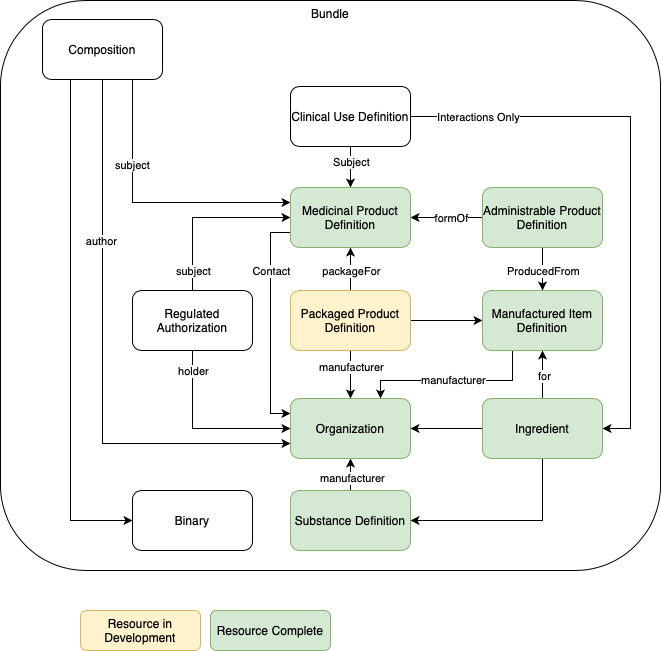 Bundle
Composition
Clinical Use Definition
Interactions Only
subject
Subject
Medicinal Product
Definition
formOf
Administrable Product
Definition
author
subject
Contact
packageFor
ProducedFrom
Regulated
Authorization
Packaged Product
Definition
Manufactured Item
Definition
holder
manufacturer
manufacturer
for
Organization
Ingredient
manufacturer
Binary
Substance Definition
Resource in
Development
Resource Complete